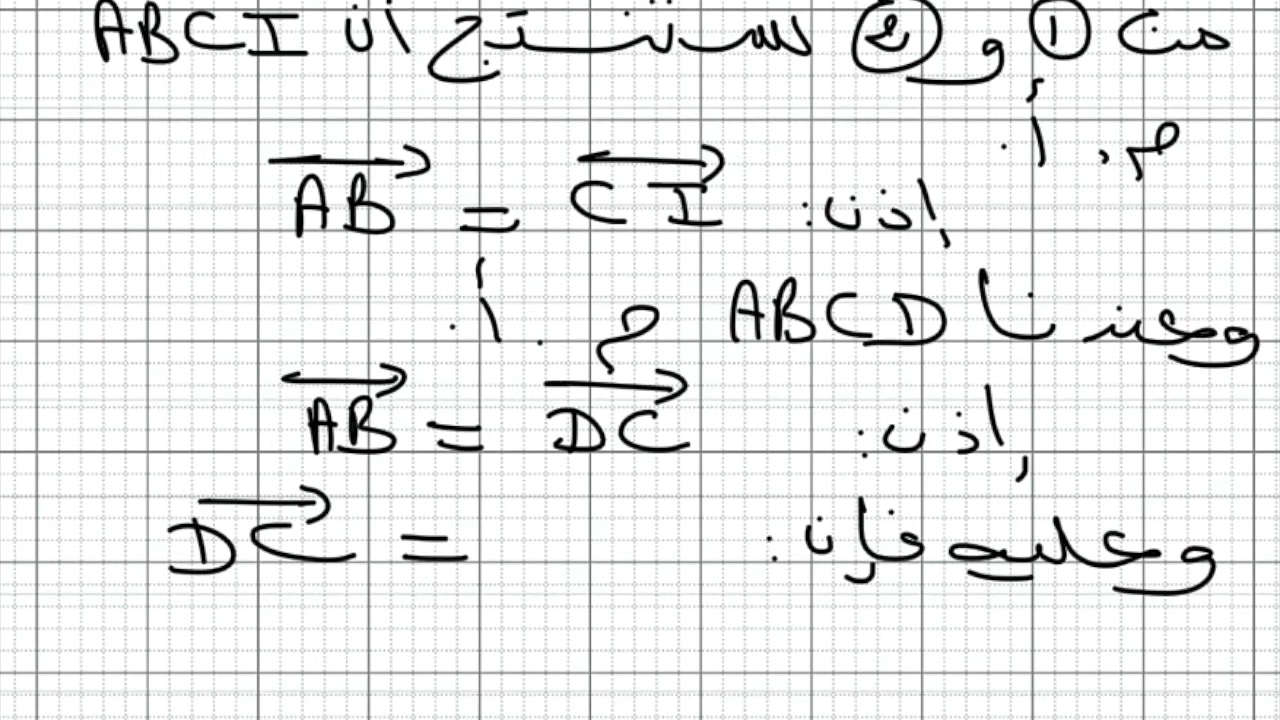 من ① و ② نستنتج أن ABCI
م. أ.
إذن: CI = AB
وعندنا ABCD م. أ.
إذن: AB = DC
وعليه فإن: DC =